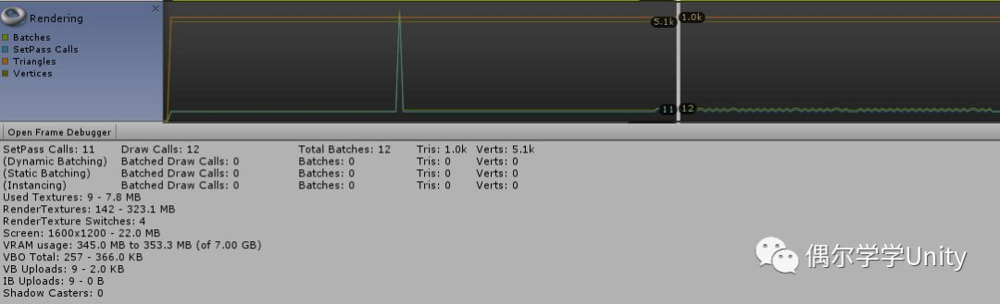 Rendering
Batches
SetPass Calls
Triangles
Vertices
5.1k 1.0k
11 12
Open Frame Debugger
SetPass Calls: 11 Draw Calls: 12 Total Batches: 12 Tris: 1.0k Verts: 5.1k
(Dynamic Batching) Batched Draw Calls: 0 Batches: 0 Tris: 0 Verts: 0
(Static Batching) Batched Draw Calls: 0 Batches: 0 Tris: 0 Verts: 0
(Instancing) Batched Draw Calls: 0 Batches: 0 Tris: 0 Verts: 0
Used Textures: 9 - 7.8 MB
RenderTextures: 142 - 323.1 MB
RenderTexture Switches: 4
Screen: 1600x1200 - 22.0 MB
VRAM usage: 345.0 MB to 353.3 MB (of 7.00 GB)
VBO Total: 257 - 366.0 KB
VB Uploads: 9 - 2.0 KB
IB Uploads: 9 - 0 B
Shadow Casters: 0
偶尔学学Unity